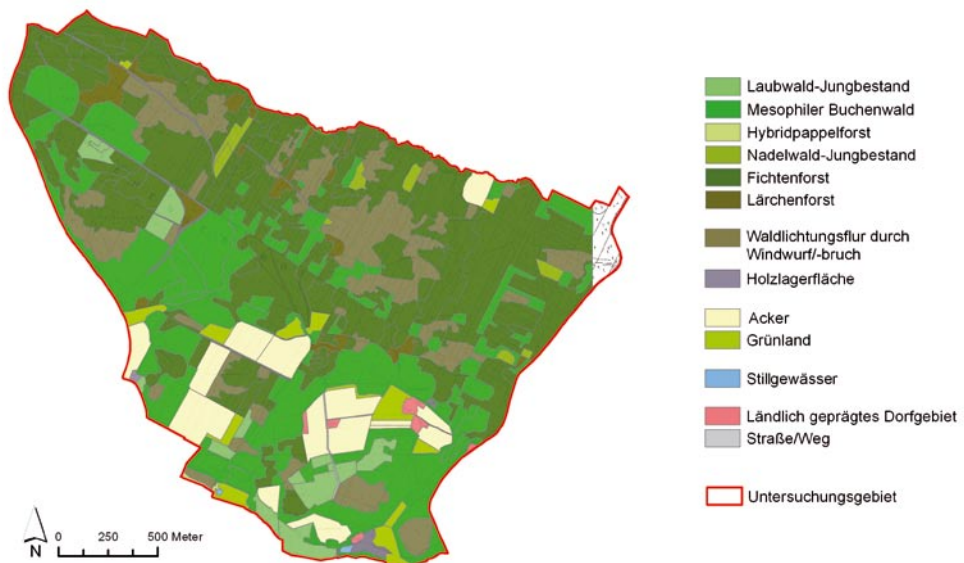 Laubwald-Jungbestand
Mesophiler Buchenwald
Hybridpappelforst
Nadelwald-Jungbestand
Fichtenforst
Lärchenforst
Waldlichtungsflur durch
Windwurf/-bruch
Holzlagerfläche
Acker
Grünland
Stillgewässer
Ländlich geprägtes Dorfgebiet
Straße/Weg
Untersuchungsgebiet
N
0 250 500 Meter